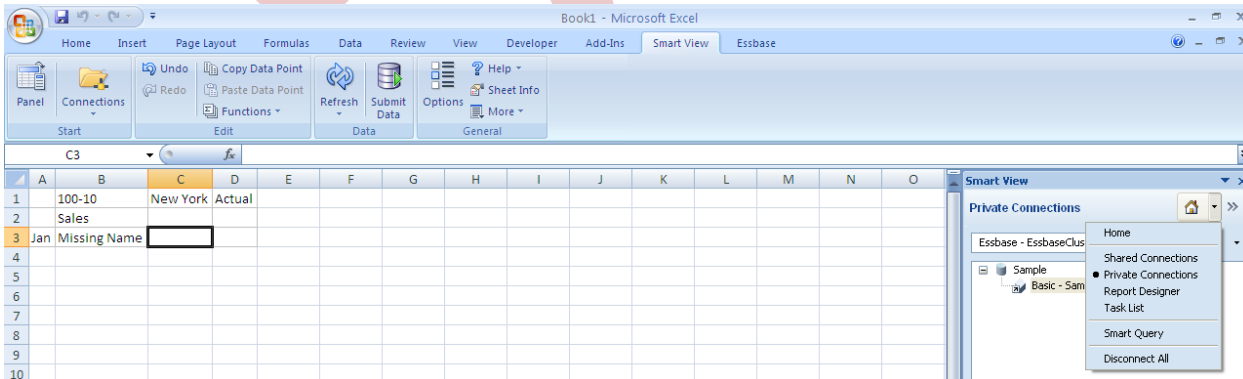 Book1 - Microsoft Excel
Home Insert Page Layout Formulas Data Review View Developer Add-Ins Smart View Essbase
Panel
Connections
Start
Undo
Redo
Copy Data Point
Paste Data Point
Functions
Edit
Refresh
Submit Data
Data
Options
Help
Sheet Info
More
General
C3 fx
A B C D E F G H I J K L M N O
1 100-10 New York Actual
2 Sales
3 Jan Missing Name
4
5
6
7
8
9
10
Smart View
Private Connections
Essbase - EssbaseClus
Sample
Basic - Sam
Home
Shared Connections
Private Connections
Report Designer
Task List
Smart Query
Disconnect All